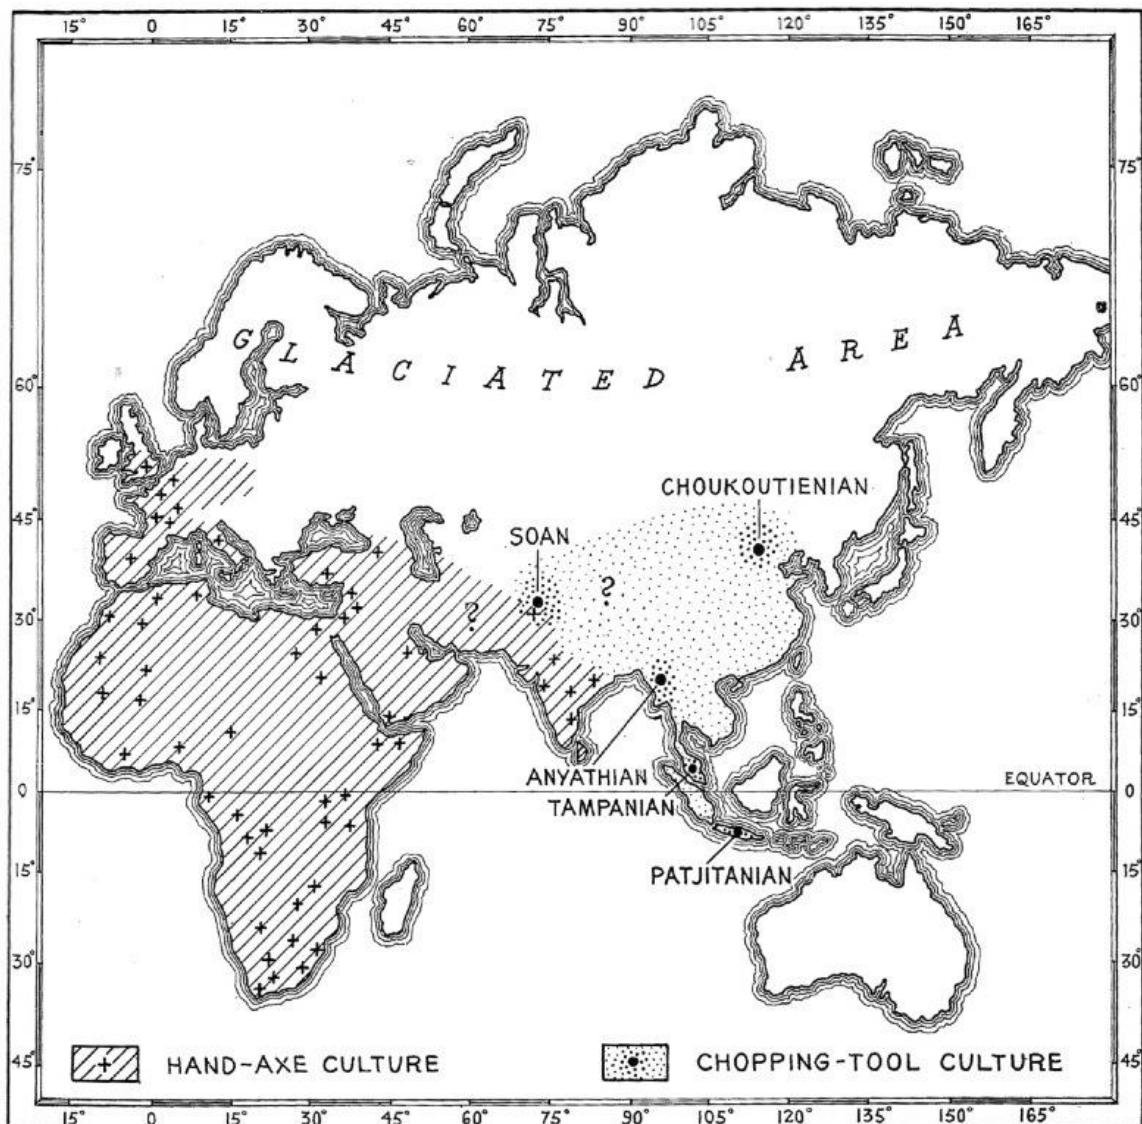 15° 0 15° 30° 45° 60° 75° 90° 105° 120° 135° 150° 165°
75° 75°
GLACIATED AREA
60° 60°
CHOUKOUTIENIAN
45° 45°
SOAN
?
?
30° 30°
15° 15°
ANYATHIAN
EQUATOR
0 0
TAMPANIAN
15° 15°
PATJITANIAN
30° 30°
HAND-AXE CULTURE
CHOPPING-TOOL CULTURE
45° 45°
15° 0 15° 30° 45° 60° 75° 90° 105° 120° 135° 150° 165°